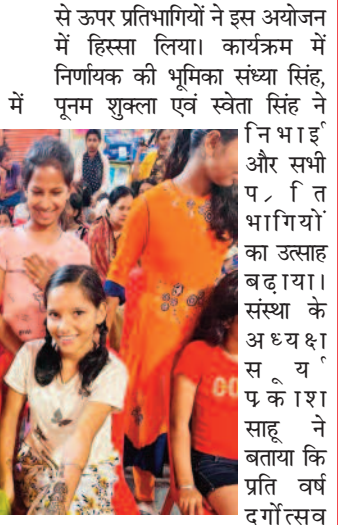 से ऊपर प्रतिभागियों ने इस अयोजन
में हिस्सा लिया। कार्यक्रम में
निर्णायक की भूमिका संध्या सिंह,
में पूनम शुक्ला एवं स्वेता सिंह ने
निभाई
और सभी
प्रति
भागियों
का उत्साह
बढ़ाया।
संस्था के
अध्यक्षा
सूर्य
प्रकाश
साहू ने
बताया कि
प्रति वर्ष
दुर्गोत्सव